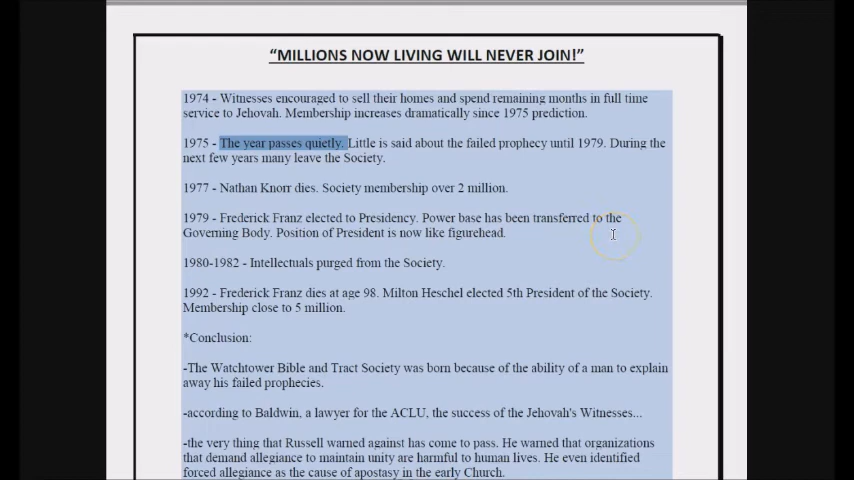 “MILLIONS NOW LIVING WILL NEVER JOIN!”
1974 - Witnesses encouraged to sell their homes and spend remaining months in full time
service to Jehovah. Membership increases dramatically since 1975 prediction.
1975 - The year passes quietly. Little is said about the failed prophecy until 1979. During the
next few years many leave the Society.
1977 - Nathan Knorr dies. Society membership over 2 million.
1979 - Frederick Franz elected to Presidency. Power base has been transferred to the
Governing Body. Position of President is now like figurehead.
1980-1982 - Intellectuals purged from the Society.
1992 - Frederick Franz dies at age 98. Milton Heschel elected 5th President of the Society.
Membership close to 5 million.
*Conclusion:
-The Watchtower Bible and Tract Society was born because of the ability of a man to explain
away his failed prophecies.
-according to Baldwin, a lawyer for the ACLU, the success of the Jehovah's Witnesses...
-the very thing that Russell warned against has come to pass. He warned that organizations
that demand allegiance to maintain unity are harmful to human lives. He even identified
forced allegiance as the cause of apostasy in the early Church.